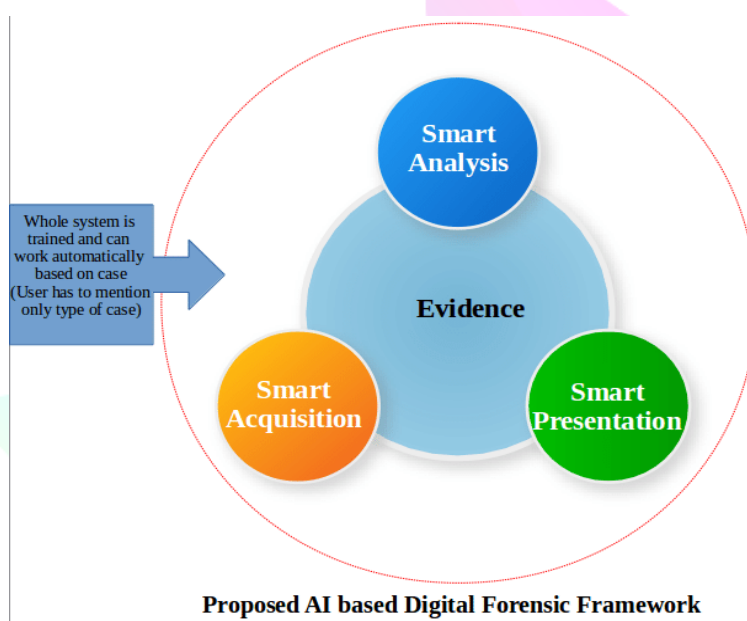 Smart
Analysis
Whole system is
trained and can
work automatically
based on case
(User has to mention
only type of case)
Evidence
Smart
Acquisition
Smart
Presentation
Proposed AI based Digital Forensic Framework